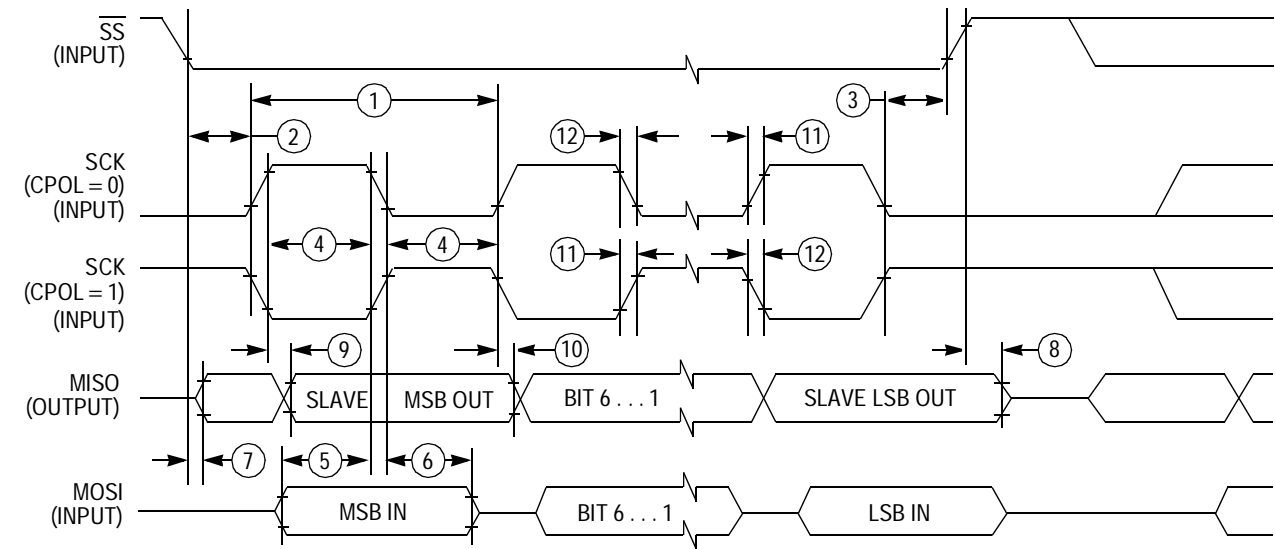 SS
(INPUT)
1
3
2
12
11
SCK
(CPOL = 0)
(INPUT)
4
4
11
12
SCK
(CPOL = 1)
(INPUT)
9
10
8
MISO
(OUTPUT)
SLAVE
MSB OUT
BIT 6 . . . 1
SLAVE LSB OUT
7
5
6
MOSI
(INPUT)
MSB IN
BIT 6 . . . 1
LSB IN